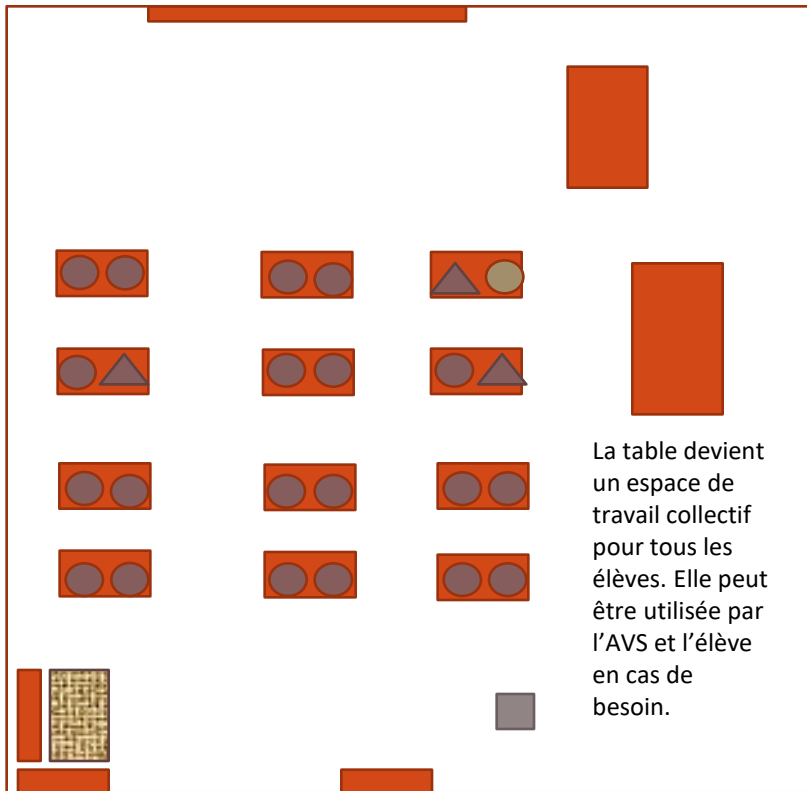 La table devient
un espace de
travail collectif
pour tous les
élèves. Elle peut
être utilisée par
l’AVS et l’élève
en cas de
besoin.